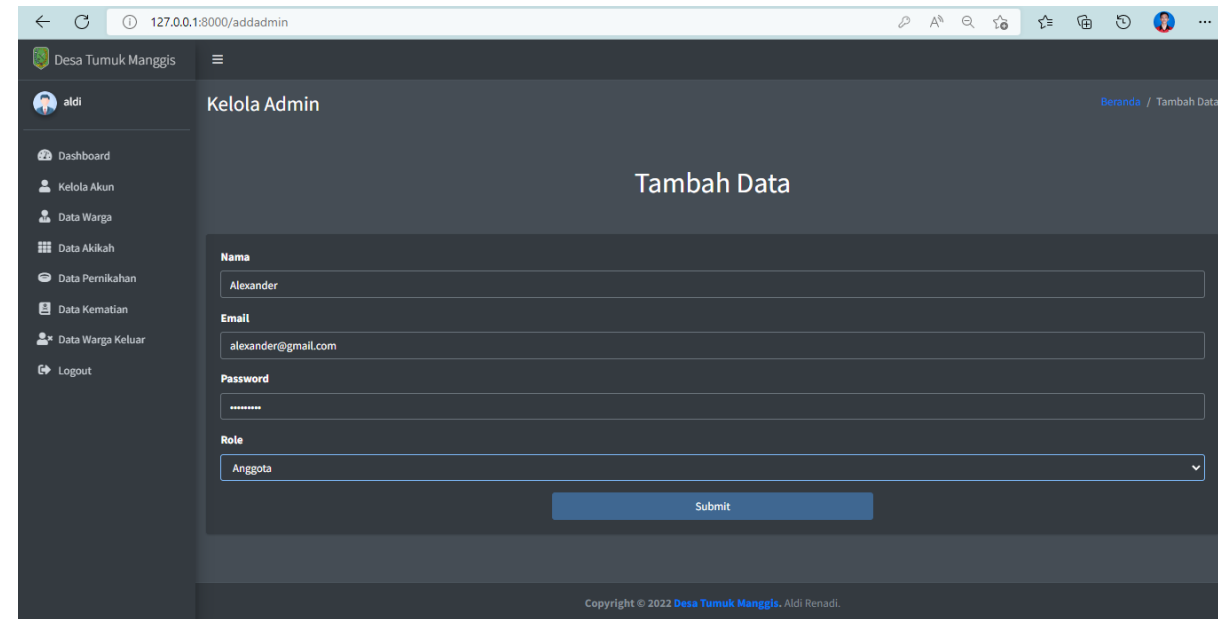 127.0.0.1:8000/addadmin
Desa Tumuk Manggis
aldi
Kelola Admin
Beranda / Tambah Data
Dashboard
Kelola Akun
Data Warga
Data Akikah
Data Pernikahan
Data Kematian
Data Warga Keluar
Logout
Tambah Data
Nama
Alexander
Email
alexander@gmail.com
Password
•••••••••
Role
Anggota
Submit
Copyright © 2022 Desa Tumuk Manggis. Aldi Renadi.